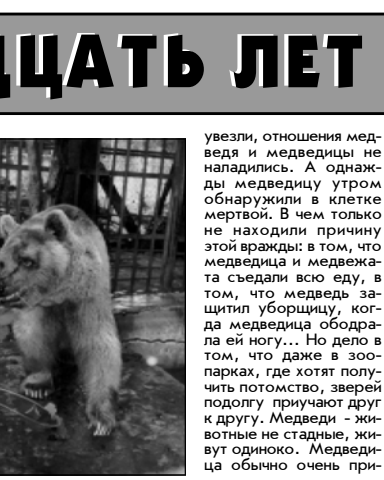 ДЦАТЬ ЛЕТ
увезли, отношения мед-
ведя и медведицы не
наладились. А однаж-
ды медведицу утром
обнаружили в клетке
мертвой. В чем только
не находили причину
этой вражды: в том, что
медведица и медвежа-
та съедали всю еду, в
том, что медведь за-
щитил уборщицу, ког-
да медведица ободра-
ла ей ногу... Но дело в
том, что даже в зоо-
парках, где хотят полу-
чить потомство, зверей
подолгу приучают друг
к другу. Медведи - жи-
вотные не стадные, жи-
вут одиноко. Медведи-
ца обычно очень при-